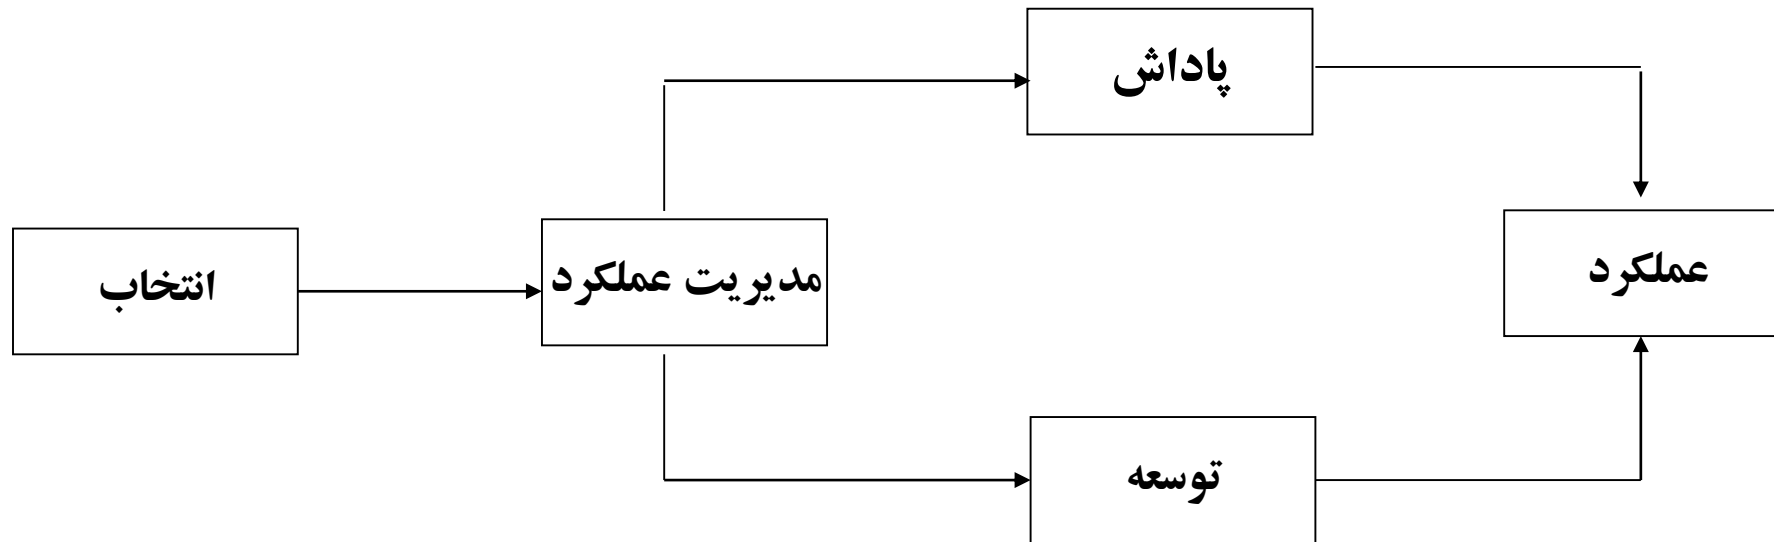 پاداش
انتخاب
مدیریت عملکرد
عملکرد
توسعه